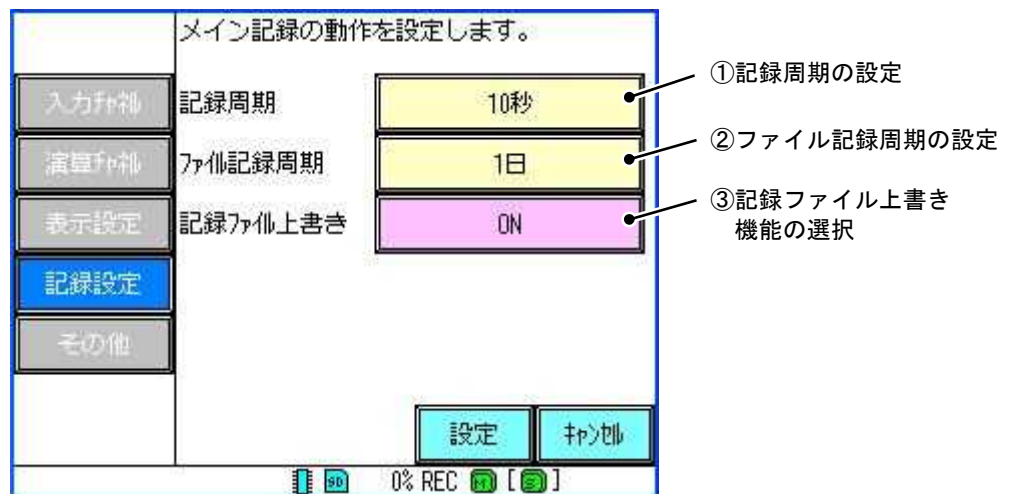 メイン記録の動作を設定します。
入力ﾁｬﾈﾙ
記録周期
10秒
①記録周期の設定
演算ﾁｬﾈﾙ
ﾌｧｲﾙ記録周期
1日
②ファイル記録周期の設定
表示設定
記録ﾌｧｲﾙ上書き
ON
③記録ファイル上書き
機能の選択
記録設定
その他
設定
ｷｬﾝｾﾙ
SD 0% REC M [ S ]